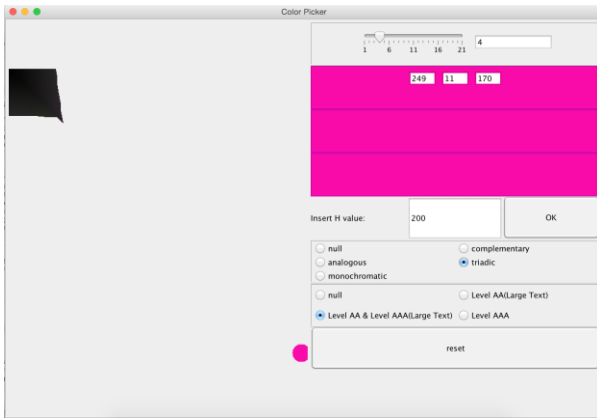 Color Picker
1 6 11 16 21
4
249 11 170
Insert H value: 200 OK
null complementary
analogous triadic
monochromatic
null Level AA(Large Text)
Level AA & Level AAA(Large Text) Level AAA
reset